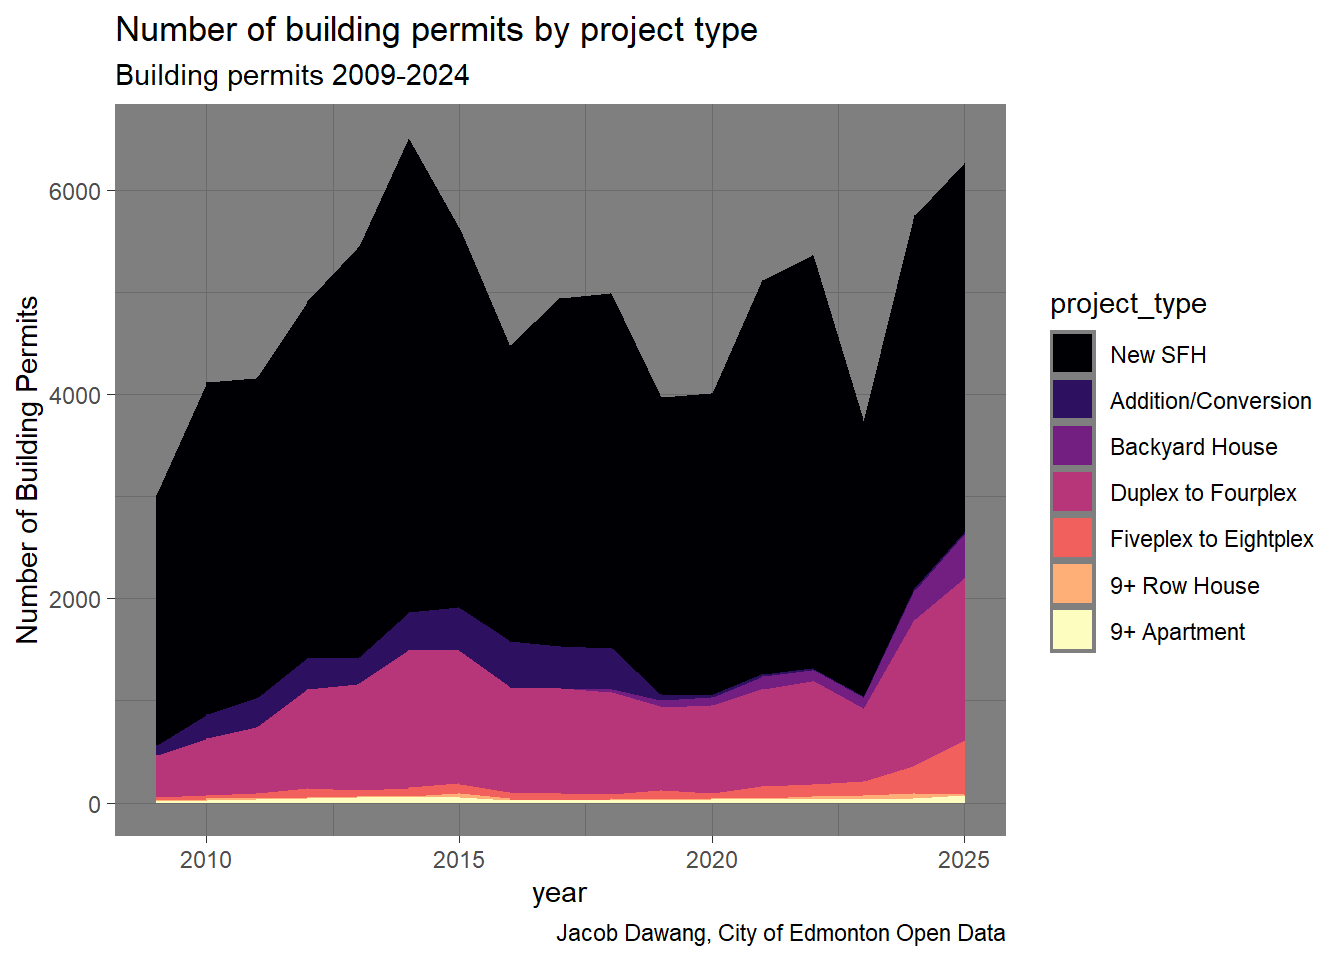 Number of building permits by project type
Building permits 2009-2024
Number of Building Permits
6000
4000
2000
0
2010
2015
2020
2025
year
project_type
New SFH
Addition/Conversion
Backyard House
Duplex to Fourplex
Fiveplex to Eightplex
9+ Row House
9+ Apartment
Jacob Dawang, City of Edmonton Open Data